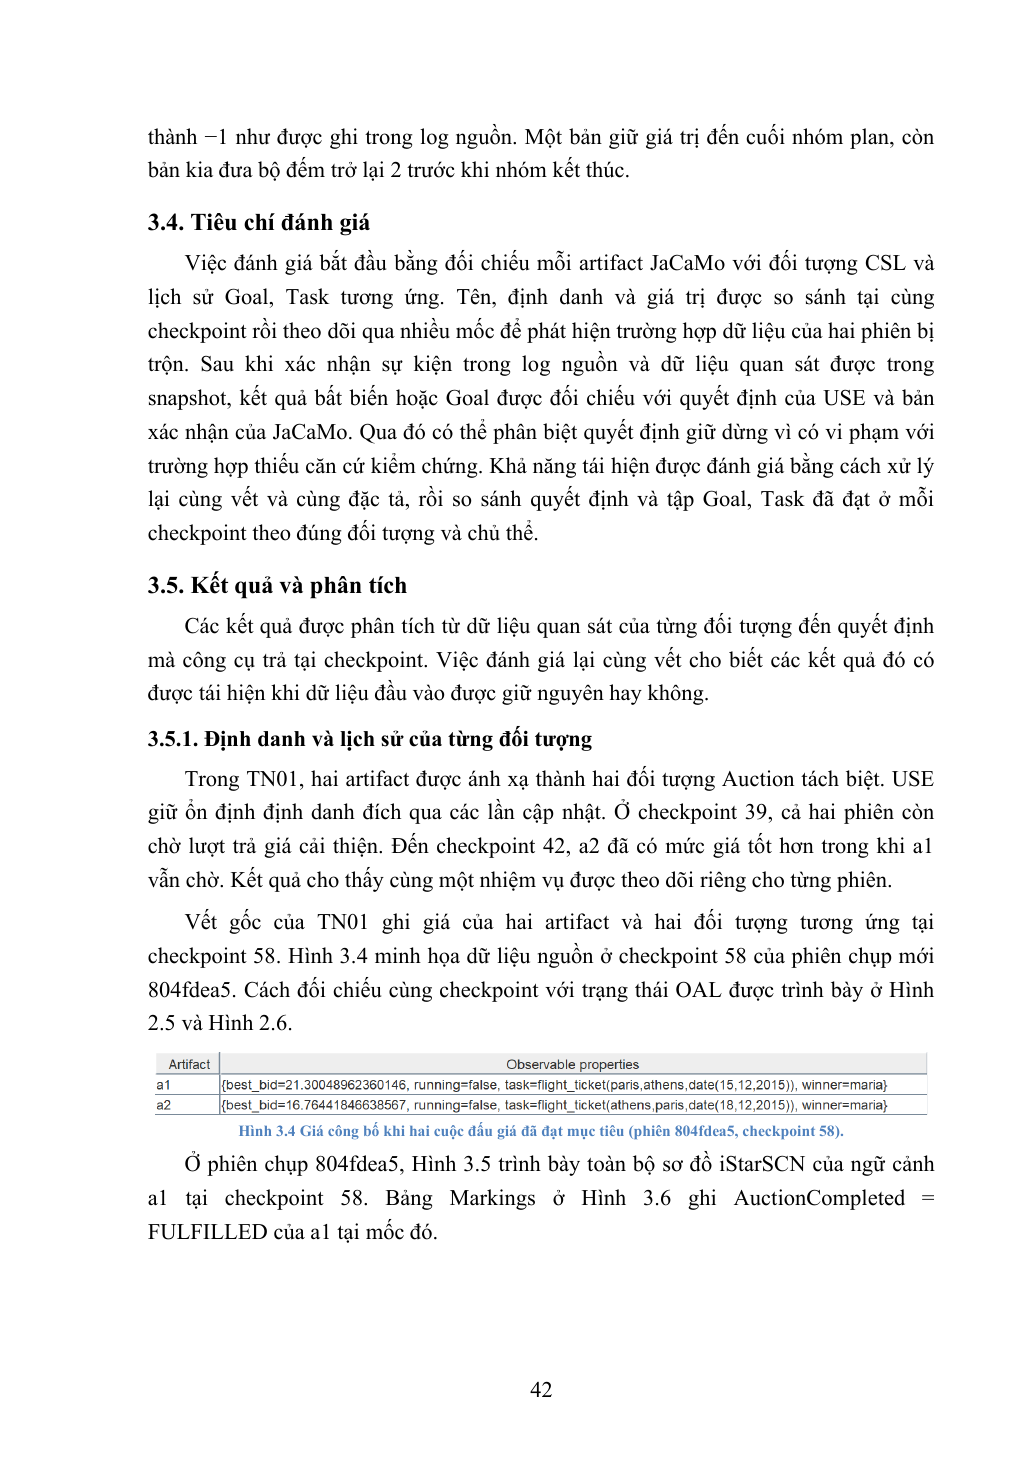 thành −1 như được ghi trong log nguồn. Một bản giữ giá trị đến cuối nhóm plan, còn
bản kia đưa bộ đếm trở lại 2 trước khi nhóm kết thúc.
3.4. Tiêu chí đánh giá
Việc đánh giá bắt đầu bằng đối chiếu mỗi artifact JaCaMo với đối tượng CSL và
lịch sử Goal, Task tương ứng. Tên, định danh và giá trị được so sánh tại cùng
checkpoint rồi theo dõi qua nhiều mốc để phát hiện trường hợp dữ liệu của hai phiên bị
trộn. Sau khi xác nhận sự kiện trong log nguồn và dữ liệu quan sát được trong
snapshot, kết quả bất biến hoặc Goal được đối chiếu với quyết định của USE và bản
xác nhận của JaCaMo. Qua đó có thể phân biệt quyết định giữ dừng vì có vi phạm với
trường hợp thiếu căn cứ kiểm chứng. Khả năng tái hiện được đánh giá bằng cách xử lý
lại cùng vết và cùng đặc tả, rồi so sánh quyết định và tập Goal, Task đã đạt ở mỗi
checkpoint theo đúng đối tượng và chủ thể.
3.5. Kết quả và phân tích
Các kết quả được phân tích từ dữ liệu quan sát của từng đối tượng đến quyết định
mà công cụ trả tại checkpoint. Việc đánh giá lại cùng vết cho biết các kết quả đó có
được tái hiện khi dữ liệu đầu vào được giữ nguyên hay không.
3.5.1. Định danh và lịch sử của từng đối tượng
Trong TN01, hai artifact được ánh xạ thành hai đối tượng Auction tách biệt. USE
giữ ổn định định danh đích qua các lần cập nhật. Ở checkpoint 39, cả hai phiên còn
chờ lượt trả giá cải thiện. Đến checkpoint 42, a2 đã có mức giá tốt hơn trong khi a1
vẫn chờ. Kết quả cho thấy cùng một nhiệm vụ được theo dõi riêng cho từng phiên.
Vết gốc của TN01 ghi giá của hai artifact và hai đối tượng tương ứng tại
checkpoint 58. Hình 3.4 minh họa dữ liệu nguồn ở checkpoint 58 của phiên chụp mới
804fdea5. Cách đối chiếu cùng checkpoint với trạng thái OAL được trình bày ở Hình
2.5 và Hình 2.6.
Artifact Observable properties
a1 {best_bid=21.30048962360146, running=false, task=flight_ticket(paris,athens,date(15,12,2015)), winner=maria}
a2 {best_bid=16.76441846638567, running=false, task=flight_ticket(athens,paris,date(18,12,2015)), winner=maria}
Hình 3.4 Giá công bố khi hai cuộc đấu giá đã đạt mục tiêu (phiên 804fdea5, checkpoint 58).
Ở phiên chụp 804fdea5, Hình 3.5 trình bày toàn bộ sơ đồ iStarSCN của ngữ cảnh
a1 tại checkpoint 58. Bảng Markings ở Hình 3.6 ghi AuctionCompleted =
FULFILLED của a1 tại mốc đó.
42